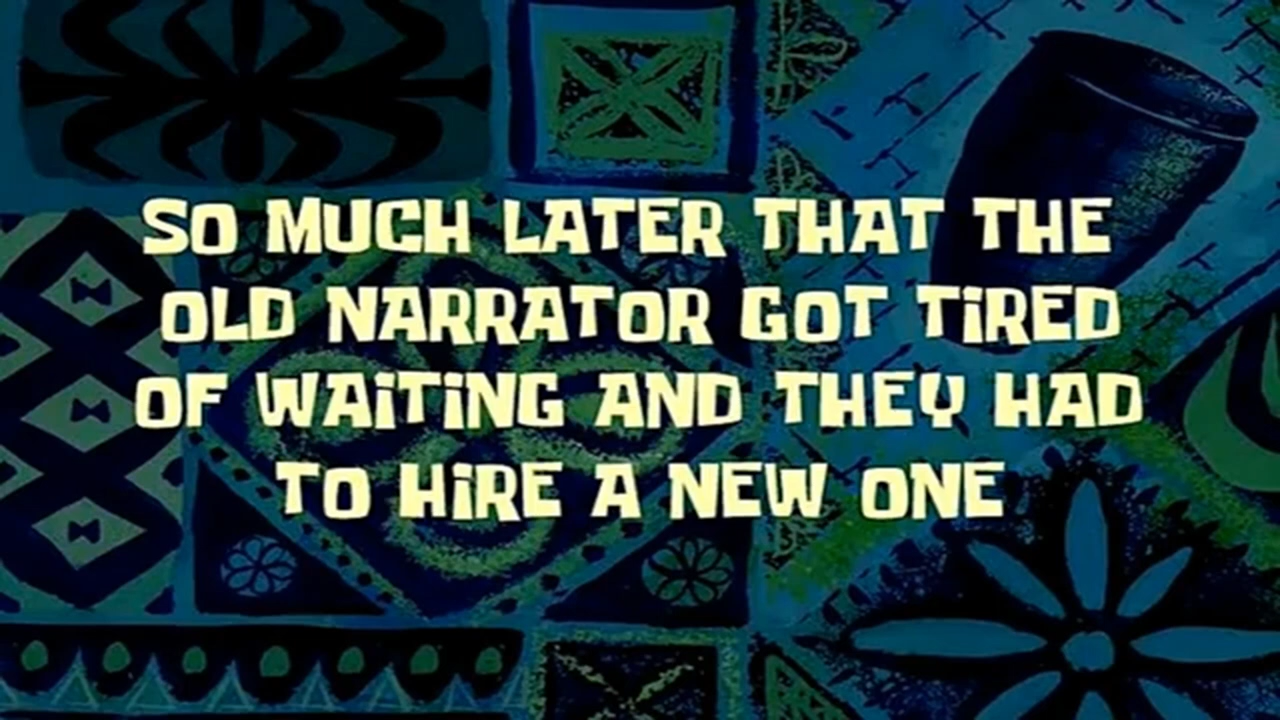 SO MUCH LATER THAT THE
OLD NARRATOR GOT TiRED
OF WAiTiNG AND THEY HAD
TO HiRE A NEW ONE